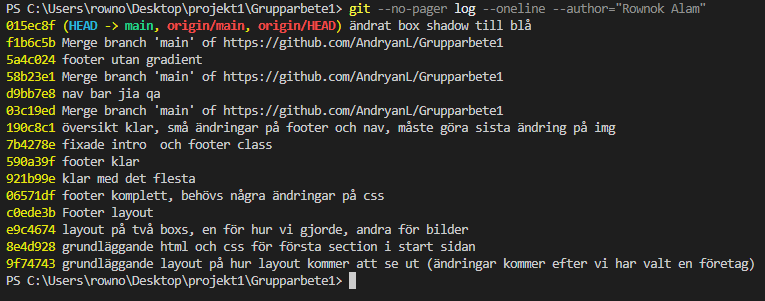 PS C:\Users\rowno\Desktop\projekt1\Grupparbete1> git --no-pager log --oneline --author="Rownok Alam"
015ec8f (HEAD -> main, origin/main, origin/HEAD) ändrat box shadow till blå
f1b6c5b Merge branch 'main' of https://github.com/AndryanL/Grupparbete1
5a4c024 footer utan gradient
58b23e1 Merge branch 'main' of https://github.com/AndryanL/Grupparbete1
d9bb7e8 nav bar jia qa
03c19ed Merge branch 'main' of https://github.com/AndryanL/Grupparbete1
190c8c1 översikt klar, små ändringar på footer och nav, måste göra sista ändring på img
7b4278e fixade intro  och footer class
590a39f footer klar
921b99e klar med det flesta
06571df footer komplett, behövs några ändringar på css
c0ede3b Footer layout
e9c4674 layout på två boxs, en för hur vi gjorde, andra för bilder
8e4d928 grundläggande html och css för första section i start sidan
9f74743 grundläggande layout på hur layout kommer att se ut (ändringar kommer efter vi har valt en företag)
PS C:\Users\rowno\Desktop\projekt1\Grupparbete1>